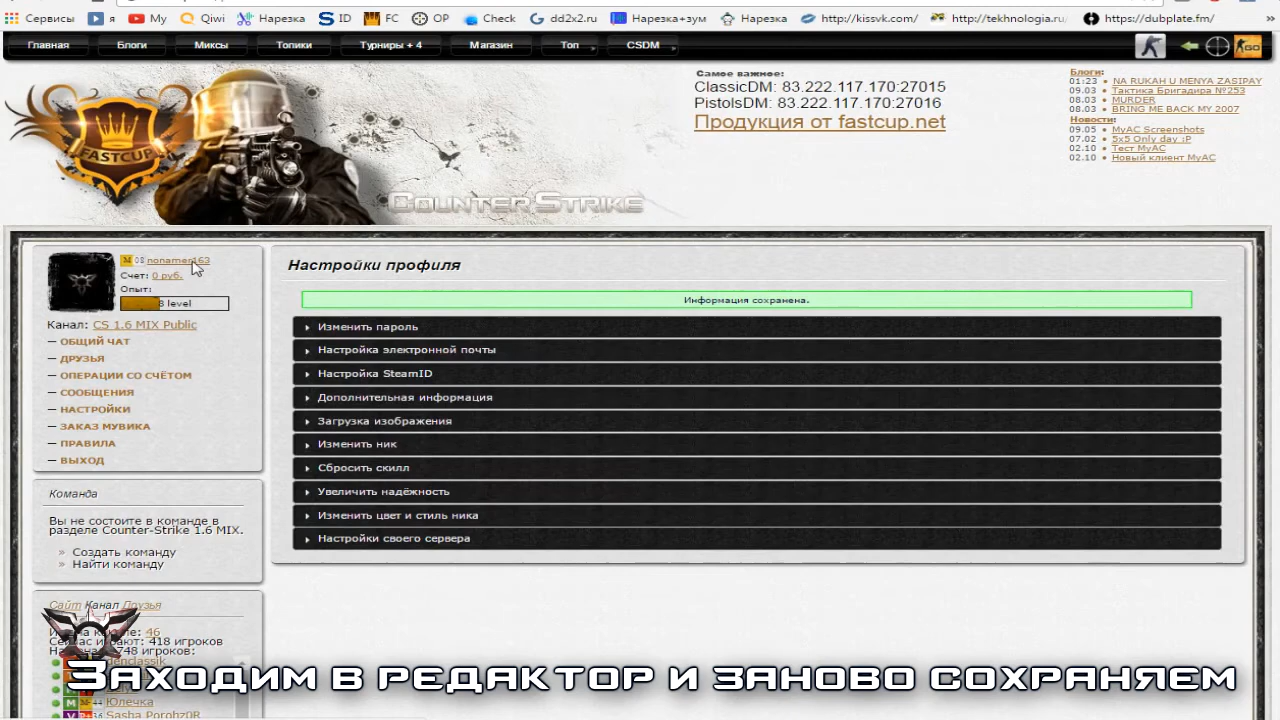 Сервисы я My Qiwi Нарезка ID FC OP Check dd2x2.ru Нарезка+зву Нарезка http://kissvk.com/ http://tekhnologia.ru, https://dubplate.fm/ »
Главная Блоги Миксы Топики Турниры + 4 Магазин Топ CSDM
Самое важное:
ClassicDM: 83.222.117.170:27015
PistolsDM: 83.222.117.170:27016
Продукция от fastcup.net
Блоги:
01:23 • NA RUKAH U MENYA ZASIPAY
09.03 • Тактика Бригадира №253
08.03 • MURDER
08.03 • BRING ME BACK MY 2007
Новости:
09.05 • MyAC Screenshots
07.02 • 5x5 Only day :P
02.10 • Тест MyAC
02.10 • Новый клиент MyAC
FASTCUP
COUNTER STRIKE
M 08 nonamer163
Счет: 0 руб.
Опыт:
8 level
Канал: CS 1.6 MIX Public
— ОБЩИЙ ЧАТ
— ДРУЗЬЯ
— ОПЕРАЦИИ СО СЧЁТОМ
— СООБЩЕНИЯ
— НАСТРОЙКИ
— ЗАКАЗ МУВИКА
— ПРАВИЛА
— ВЫХОД
Команда
Вы не состоите в команде в
разделе Counter-Strike 1.6 MIX.
» Создать команду
» Найти команду
Сайт Канал Друзья
46
Сейчас играют: 418 игроков
748 игроков:
denclassik
Юлечка
Sasha Porohz0R
Настройки профиля
Информация сохранена.
Изменить пароль
Настройка электронной почты
Настройка SteamID
Дополнительная информация
Загрузка изображения
Изменить ник
Сбросить скилл
Увеличить надёжность
Изменить цвет и стиль ника
Настройки своего сервера
Заходим в редактор и заново сохраняем